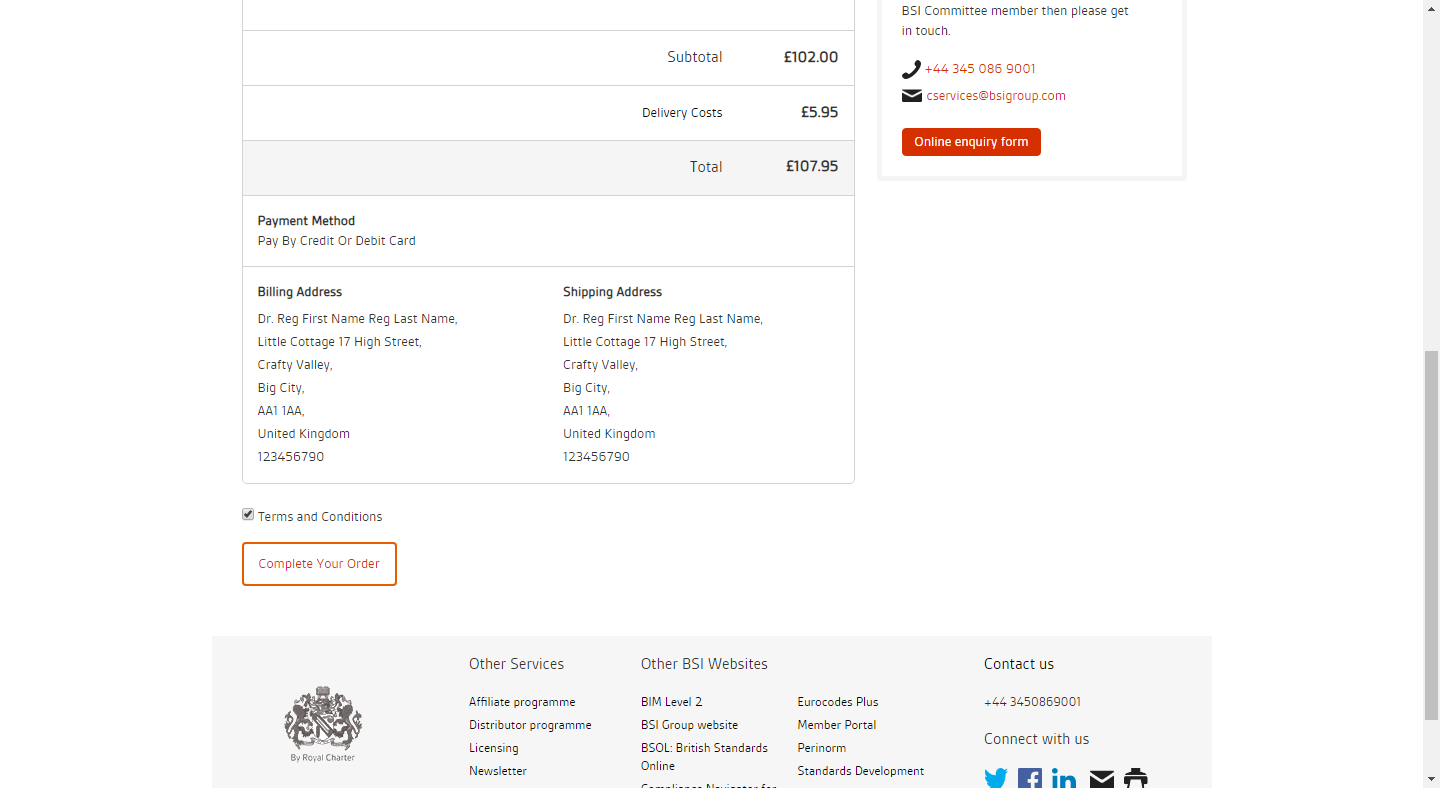 BSI Committee member then please get
in touch.
+44 345 086 9001
cservices@bsigroup.com
Online enquiry form
Subtotal £102.00
Delivery Costs £5.95
Total £107.95
Payment Method
Pay By Credit Or Debit Card
Billing Address
Dr. Reg First Name Reg Last Name,
Little Cottage 17 High Street,
Crafty Valley,
Big City,
AA1 1AA,
United Kingdom
123456790
Shipping Address
Dr. Reg First Name Reg Last Name,
Little Cottage 17 High Street,
Crafty Valley,
Big City,
AA1 1AA,
United Kingdom
123456790
Terms and Conditions
Complete Your Order
By Royal Charter
Other Services
Affiliate programme
Distributor programme
Licensing
Newsletter
Other BSI Websites
BIM Level 2
BSI Group website
BSOL: British Standards
Online
Compliance Navigator for
Eurocodes Plus
Member Portal
Perinorm
Standards Development
Contact us
+44 3450869001
Connect with us